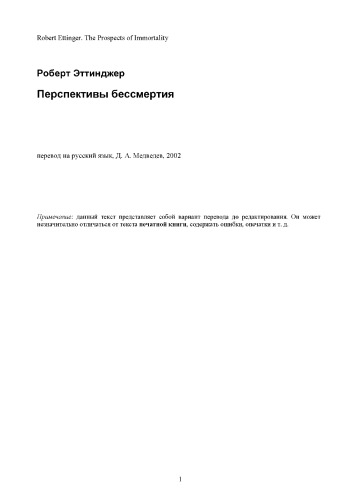 Robert Ettinger. The Prospects of Immortality
Роберт Эттинджер
Перспективы бессмертия
перевод на русский язык, Д. А. Медведев, 2002
Примечание: данный текст представляет собой вариант перевода до редактирования. Он может
незначительно отличаться от текста печатной книги, содержать ошибки, опечатки и т. д.
1